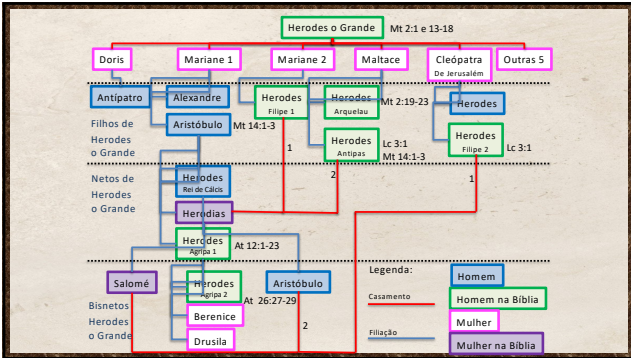 Herodes o Grande
Mt 2:1 e 13-18
Doris
Mariane 1
Mariane 2
Maltace
Cleópatra
De Jerusalém
Outras 5
Antípatro
Alexandre
Herodes
Filipe 1
Herodes
Arquelau
Mt 2:19-23
Herodes
Filhos de
Herodes
o Grande
Aristóbulo
Mt 14:1-3
1
Herodes
Antipas
Lc 3:1
Mt 14:1-3
Herodes
Filipe 2
Lc 3:1
Netos de
Herodes
o Grande
Herodes
Rei de Cálcis
2
1
Herodias
Herodes
Agripa 1
At 12:1-23
Salomé
Herodes
Agripa 2
At 26:27-29
Aristóbulo
Bisnetos
Herodes
o Grande
Berenice
Drusila
2
Legenda:
Homem
Casamento
Homem na Bíblia
Mulher
Filiação
Mulher na Bíblia